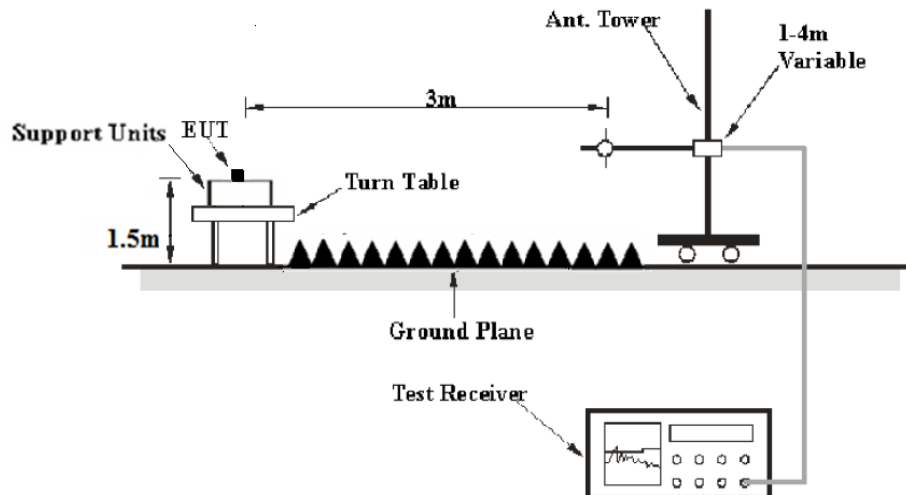 Ant. Tower
1-4m
Variable
3m
Support Units
EUT
Turn Table
1.5m
Ground Plane
Test Receiver